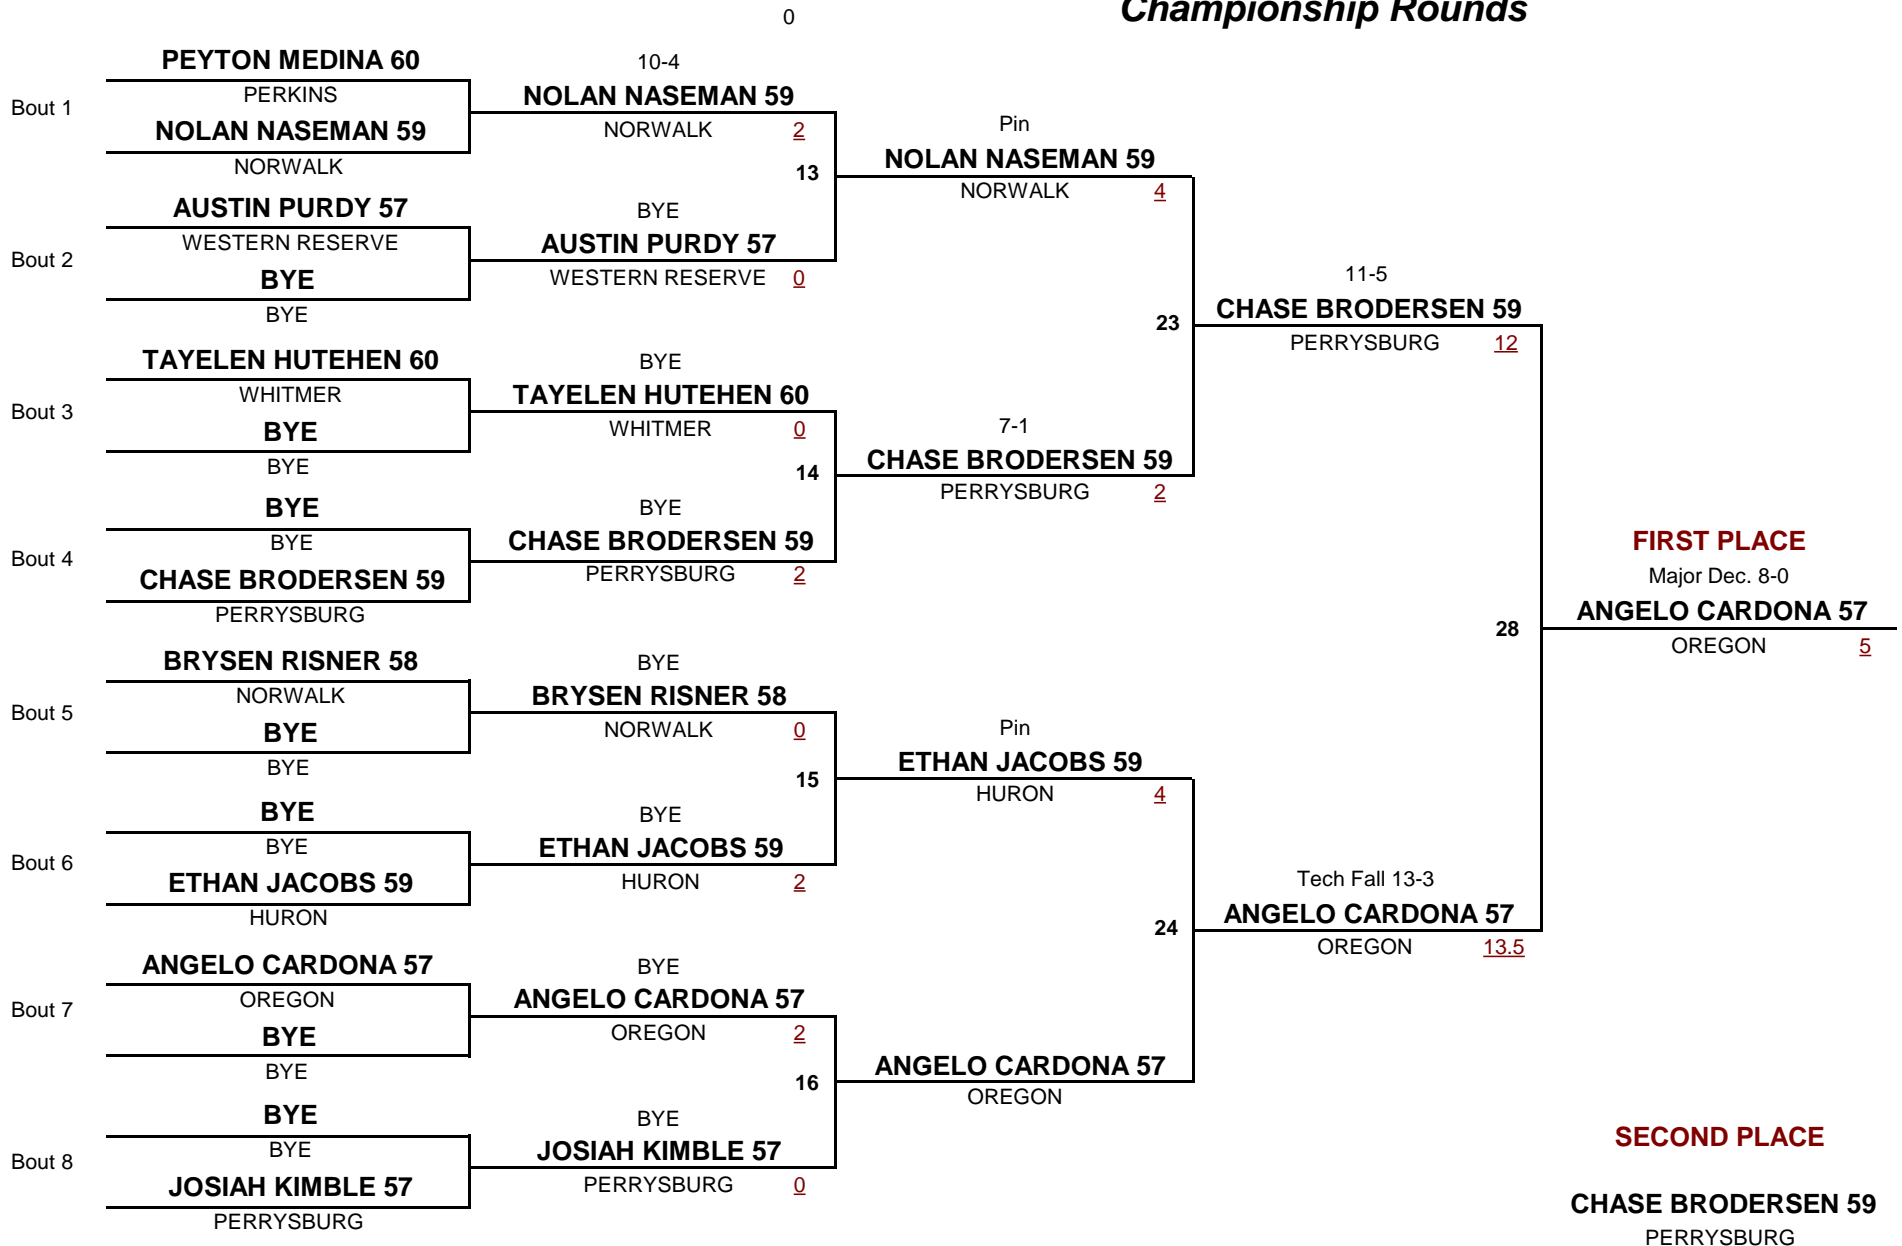 0
Championship Rounds
PEYTON MEDINA 60
PERKINS
Bout 1
NOLAN NASEMAN 59
NORWALK
AUSTIN PURDY 57
WESTERN RESERVE
Bout 2
BYE
BYE
TAYELEN HUTEHEN 60
WHITMER
Bout 3
BYE
BYE
BYE
BYE
Bout 4
CHASE BRODERSEN 59
PERRYSBURG
BRYSEN RISNER 58
NORWALK
Bout 5
BYE
BYE
BYE
BYE
Bout 6
ETHAN JACOBS 59
HURON
ANGELO CARDONA 57
OREGON
Bout 7
BYE
BYE
BYE
BYE
Bout 8
JOSIAH KIMBLE 57
PERRYSBURG
10-4
NOLAN NASEMAN 59
NORWALK 2
13
BYE
AUSTIN PURDY 57
WESTERN RESERVE 0
BYE
TAYELEN HUTEHEN 60
WHITMER 0
14
BYE
CHASE BRODERSEN 59
PERRYSBURG 2
BYE
BRYSEN RISNER 58
NORWALK 0
15
BYE
ETHAN JACOBS 59
HURON 2
BYE
ANGELO CARDONA 57
OREGON 2
16
BYE
JOSIAH KIMBLE 57
PERRYSBURG 0
Pin
NOLAN NASEMAN 59
NORWALK 4
23
7-1
CHASE BRODERSEN 59
PERRYSBURG 2
Pin
ETHAN JACOBS 59
HURON 4
24
ANGELO CARDONA 57
OREGON
11-5
CHASE BRODERSEN 59
PERRYSBURG 12
28
Tech Fall 13-3
ANGELO CARDONA 57
OREGON 13.5
FIRST PLACE
Major Dec. 8-0
ANGELO CARDONA 57
OREGON 5
SECOND PLACE
CHASE BRODERSEN 59
PERRYSBURG